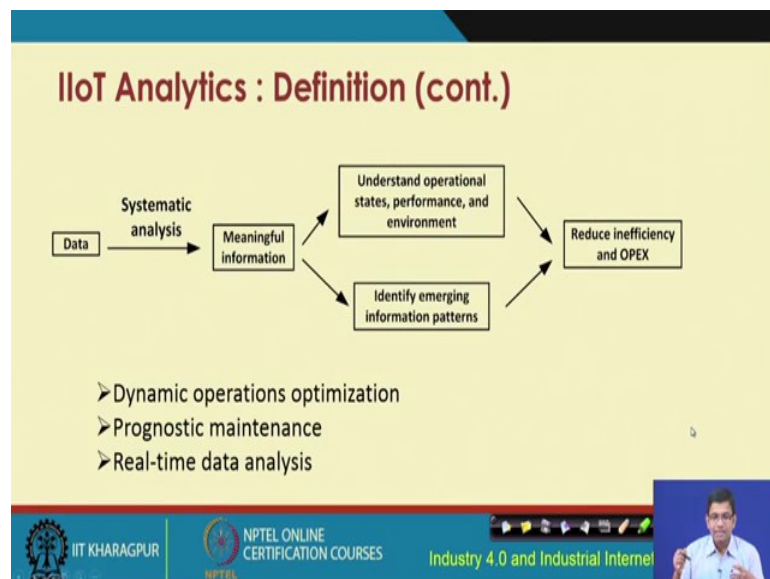 IIoT Analytics : Definition (cont.)
Data
Systematic
analysis
Meaningful
information
Understand operational
states, performance, and
environment
Identify emerging
information patterns
Reduce inefficiency
and OPEX
➢Dynamic operations optimization
➢Prognostic maintenance
➢Real-time data analysis
IIT KHARAGPUR
NPTEL
NPTEL ONLINE
CERTIFICATION COURSES
Industry 4.0 and Industrial Internet